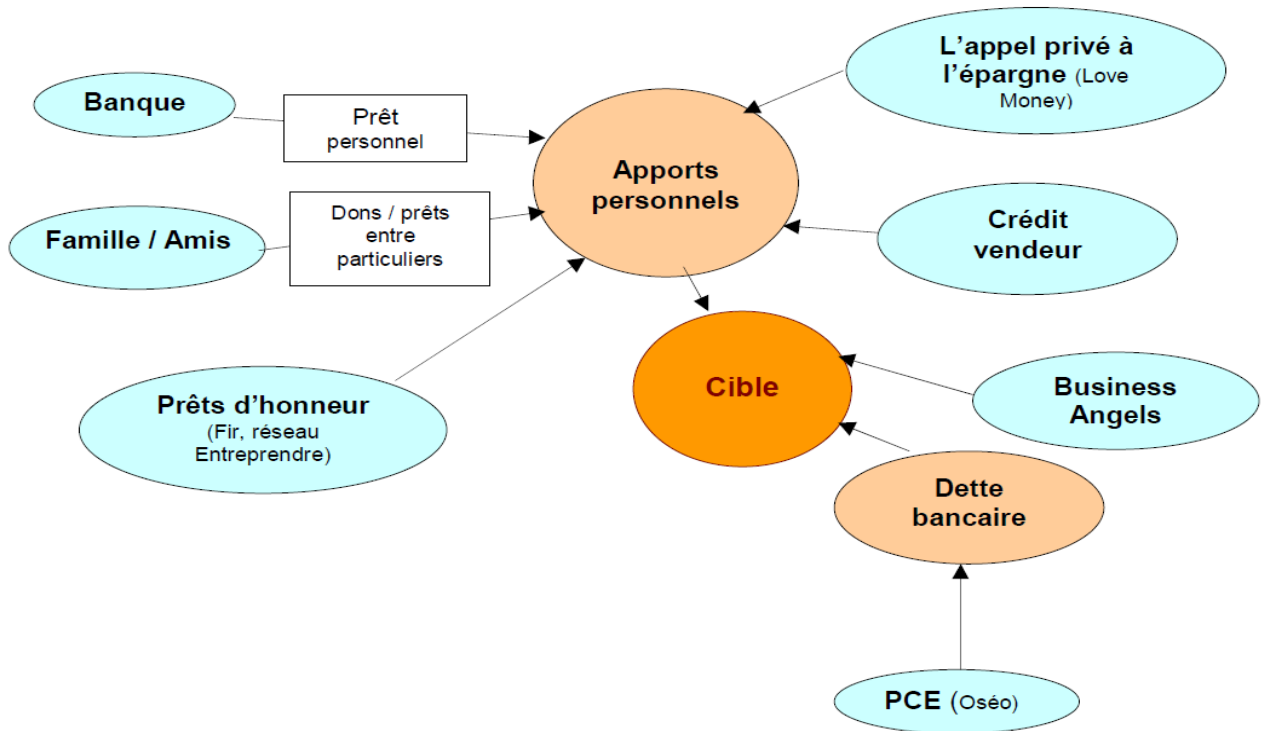 L’appel privé à
l’épargne (Love
Money)
Banque
Prêt
personnel
Apports
personnels
Dons / prêts
entre
particuliers
Famille / Amis
Crédit
vendeur
Cible
Prêts d’honneur
(Fir, réseau
Entreprendre)
Business
Angels
Dette
bancaire
PCE (Oséo)